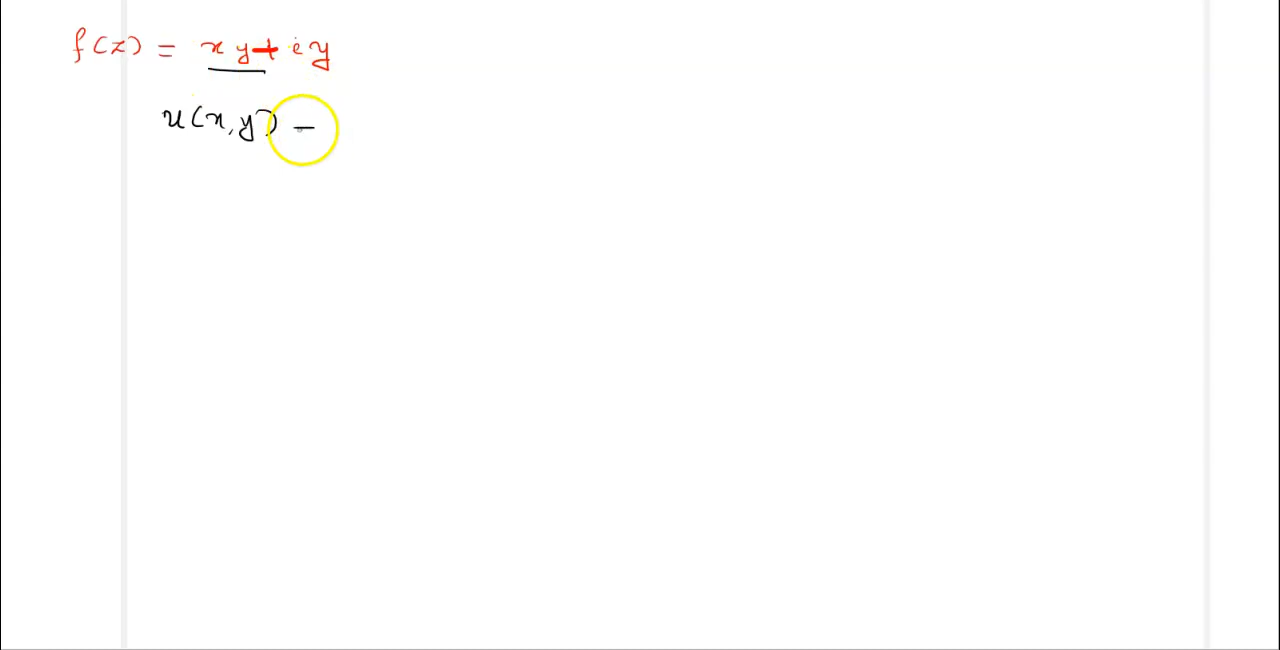 f(z) = xy + iy
u(x,y) =